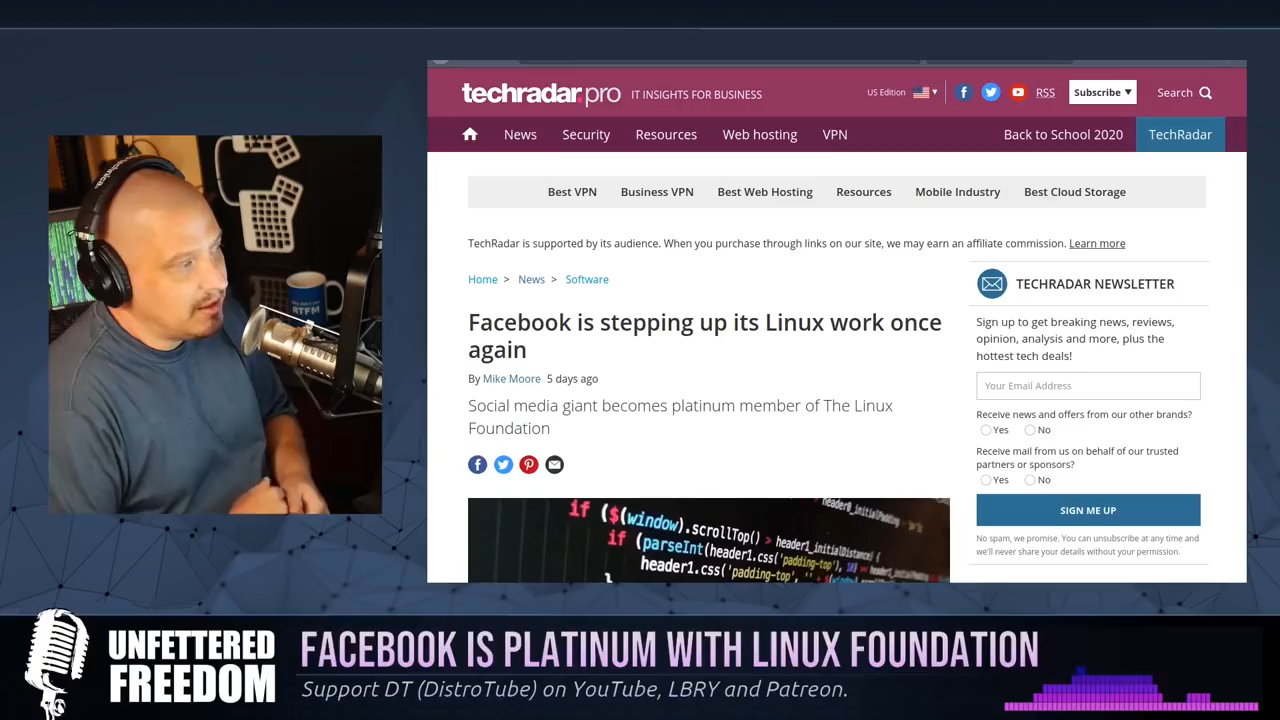 techradar.pro IT INSIGHTS FOR BUSINESS
US Edition
RSS
Subscribe ▼
Search
News Security Resources Web hosting VPN Back to School 2020 TechRadar
Best VPN Business VPN Best Web Hosting Resources Mobile Industry Best Cloud Storage
TechRadar is supported by its audience. When you purchase through links on our site, we may earn an affiliate commission. Learn more
Home > News > Software
Facebook is stepping up its Linux work once
again
By Mike Moore 5 days ago
Social media giant becomes platinum member of The Linux
Foundation
if ($(window).scrollTop() > header1_initialDistance) {
if (parseInt(header1.css('padding-top'), 10)
header1.css('padding-top', ''
TECHRADAR NEWSLETTER
Sign up to get breaking news, reviews,
opinion, analysis and more, plus the
hottest tech deals!
Your Email Address
Receive news and offers from our other brands?
Yes No
Receive mail from us on behalf of our trusted
partners or sponsors?
Yes No
SIGN ME UP
No spam, we promise. You can unsubscribe at any time and
we'll never share your details without your permission.
RTFM
UNFETTERED
FREEDOM
FACEBOOK IS PLATINUM WITH LINUX FOUNDATION
Support DT (DistroTube) on YouTube, LBRY and Patreon.